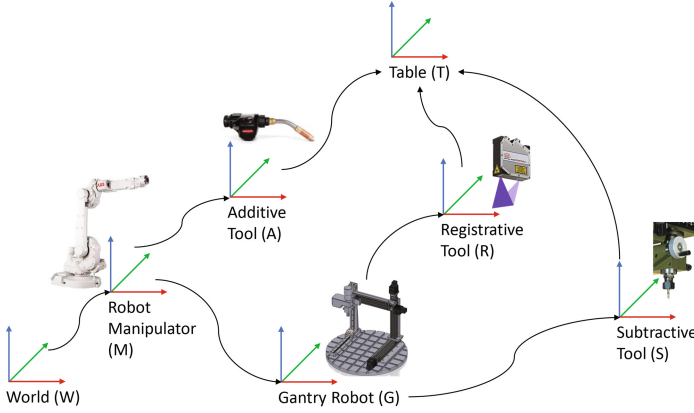 Table (T)
Additive
Tool (A)
Registrative
Tool (R)
Robot
Manipulator
(M)
Subtractive
Tool (S)
World (W)
Gantry Robot (G)